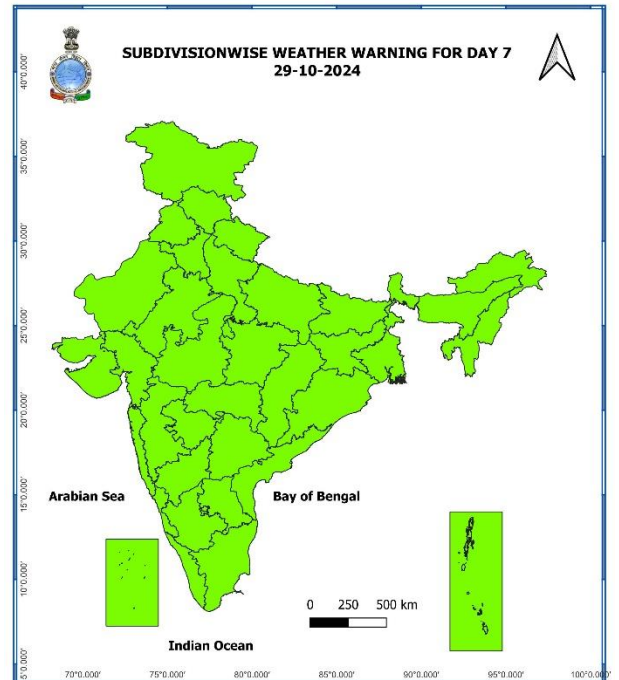 SUBDIVISIONWISE WEATHER WARNING FOR DAY 7
29-10-2024
40°0.000'
35°0.000'
30°0.000'
25°0.000'
20°0.000'
15°0.000'
10°0.000'
5°0.000'
Arabian Sea
Bay of Bengal
0 250 500 km
Indian Ocean
70°0.000' 75°0.000' 80°0.000' 85°0.000' 90°0.000' 95°0.000' 100°0.000'